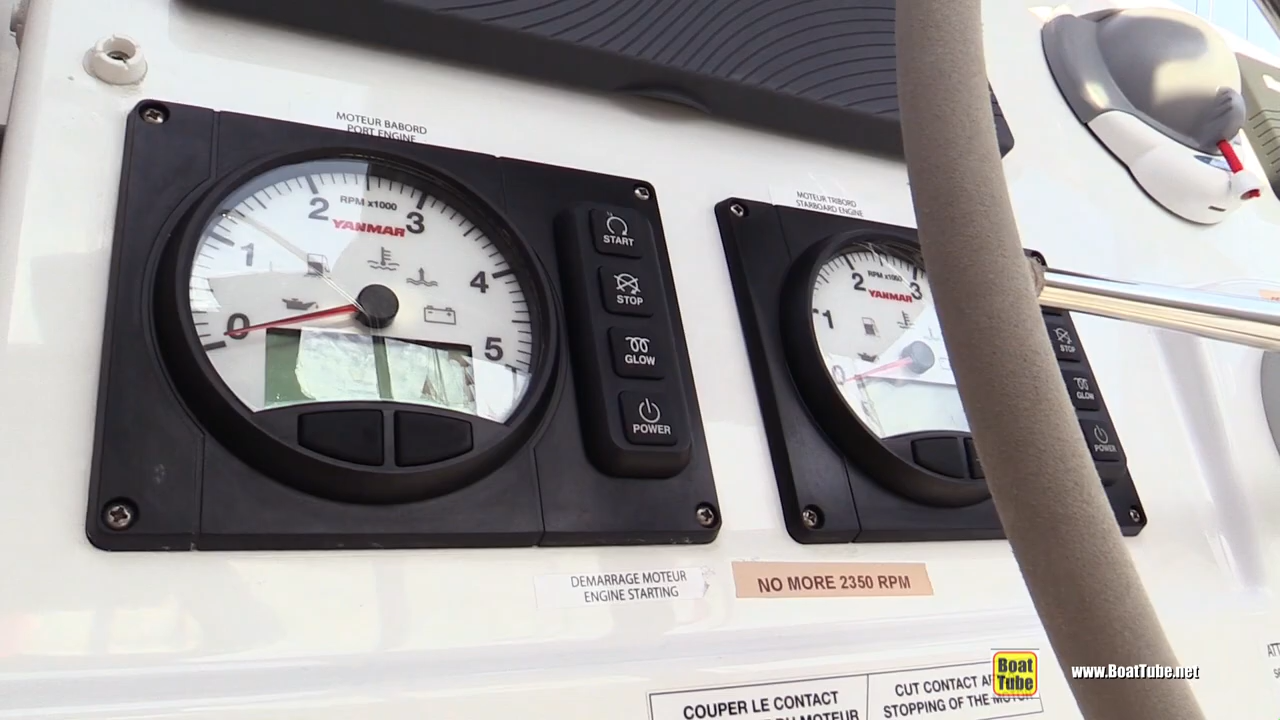 MOTEUR BABORD
PORT ENGINE
RPM x1000
YANMAR
0
1
2
3
4
5
START
STOP
GLOW
POWER
MOTEUR TRIBORD
STARBOARD ENGINE
RPM x1000
YANMAR
0
1
2
3
STOP
GLOW
POWER
DEMARRAGE MOTEUR
ENGINE STARTING
NO MORE 2350 RPM
COUPER LE CONTACT
MOTEUR
CUT CONTACT
STOPPING OF THE
Boat
Tube
www.BoatTube.net